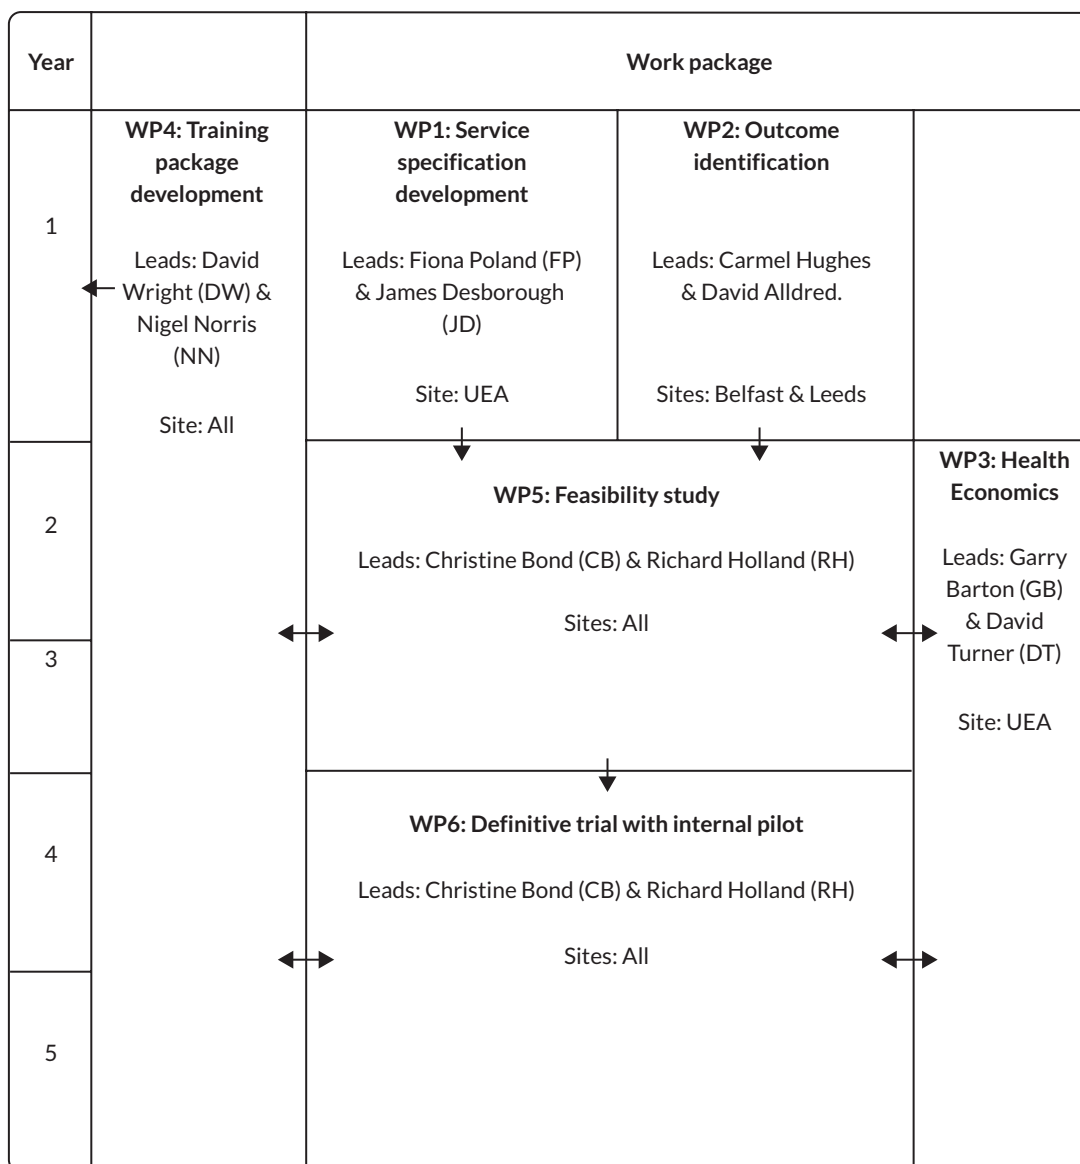 Year
Work package
1
WP4: Training
package
development
Leads: David
Wright (DW) &
Nigel Norris
(NN)
Site: All
WP1: Service
specification
development
Leads: Fiona Poland (FP)
& James Desborough
(JD)
Site: UEA
WP2: Outcome
identification
Leads: Carmel Hughes
& David Alldred.
Sites: Belfast & Leeds
2
3
WP5: Feasibility study
Leads: Christine Bond (CB) & Richard Holland (RH)
Sites: All
WP3: Health
Economics
Leads: Garry
Barton (GB)
& David
Turner (DT)
Site: UEA
4
WP6: Definitive trial with internal pilot
Leads: Christine Bond (CB) & Richard Holland (RH)
Sites: All
5